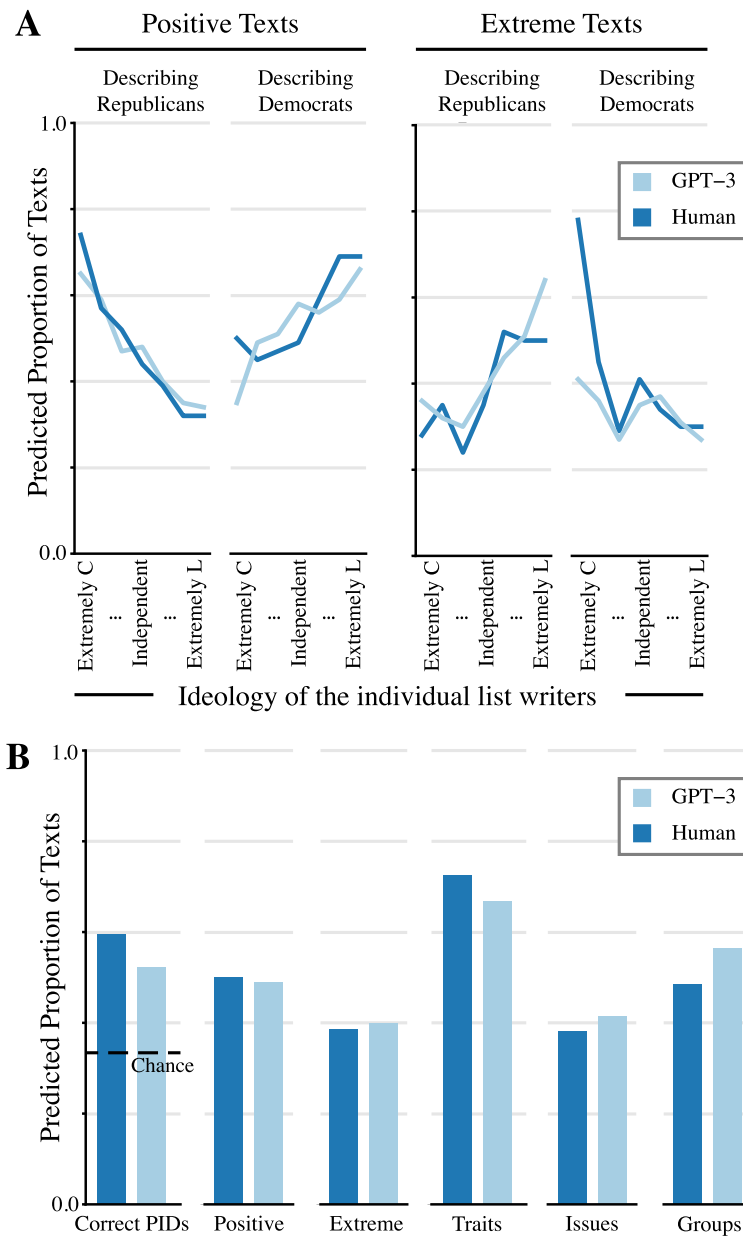 A
Positive Texts
Extreme Texts
Describing
Republicans
Describing
Democrats
Describing
Republicans
Describing
Democrats
1.0
0.0
Predicted Proportion of Texts
GPT−3
Human
Extremely C
...
Independent
...
Extremely L
Extremely C
...
Independent
...
Extremely L
Extremely C
...
Independent
...
Extremely L
Extremely C
...
Independent
...
Extremely L
Ideology of the individual list writers
B
1.0
0.0
Predicted Proportion of Texts
GPT−3
Human
Chance
Correct PIDs
Positive
Extreme
Traits
Issues
Groups